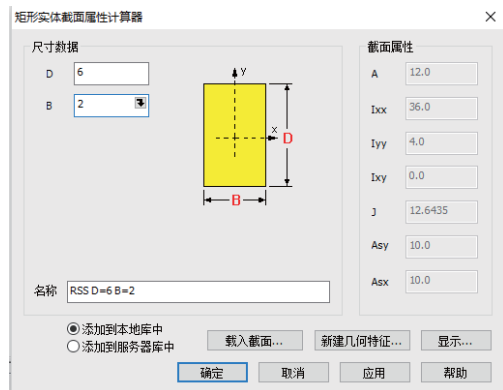 矩形实体截面属性计算器
尺寸数据
D 6
B 2
Y
x
D
B
名称 RSS D=6 B=2
截面属性
A 12.0
Ixx 36.0
Iyy 4.0
Ixy 0.0
J 12.6435
Asy 10.0
Asx 10.0
添加到本地库中
添加到服务器库中
载入截面...
新建几何特征...
显示...
确定
取消
应用
帮助